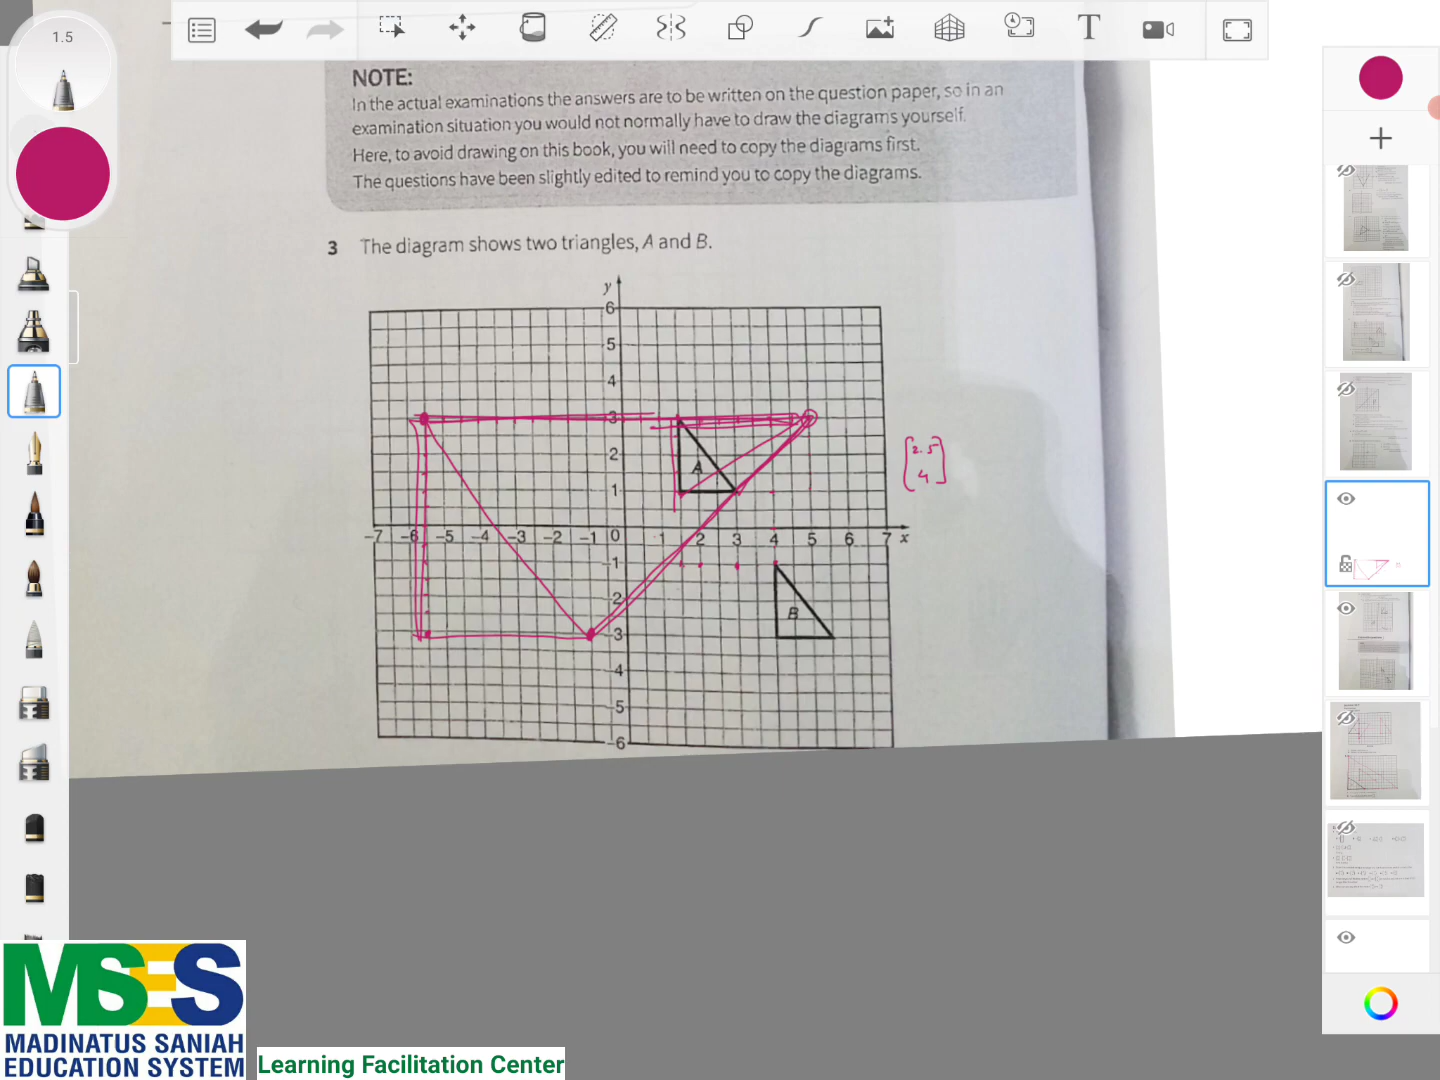 1.5
T
NOTE:
In the actual examinations the answers are to be written on the question paper, so in an
examination situation you would not normally have to draw the diagrams yourself.
Here, to avoid drawing on this book, you will need to copy the diagrams first.
The questions have been slightly edited to remind you to copy the diagrams.
3 The diagram shows two triangles, A and B.
y
6
5
4
3
2
1
A
2.5
4
-7 -6 -5 -4 -3 -2 -1 0 1 2 3 4 5 6 7 x
-1
-2
-3
-4
-5
-6
B
MSES
MADINATUS SANIAH
EDUCATION SYSTEM
Learning Facilitation Center